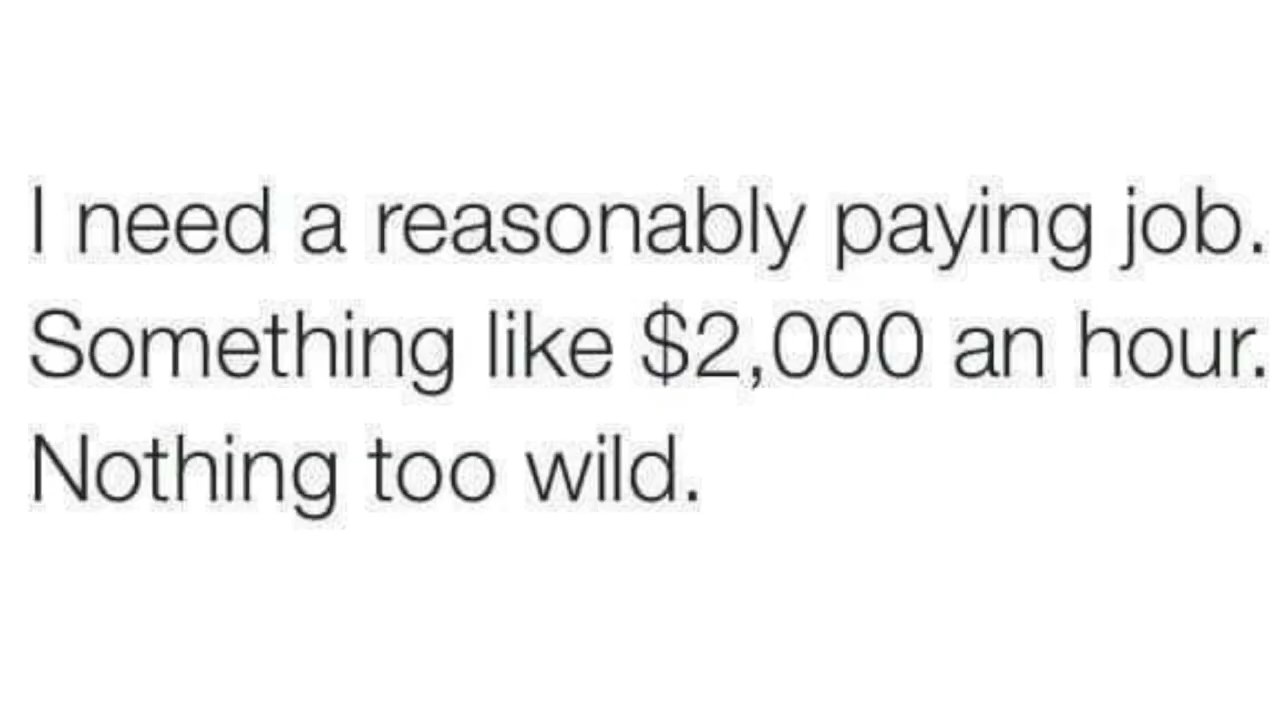 I need a reasonably paying job.
Something like $2,000 an hour.
Nothing too wild.